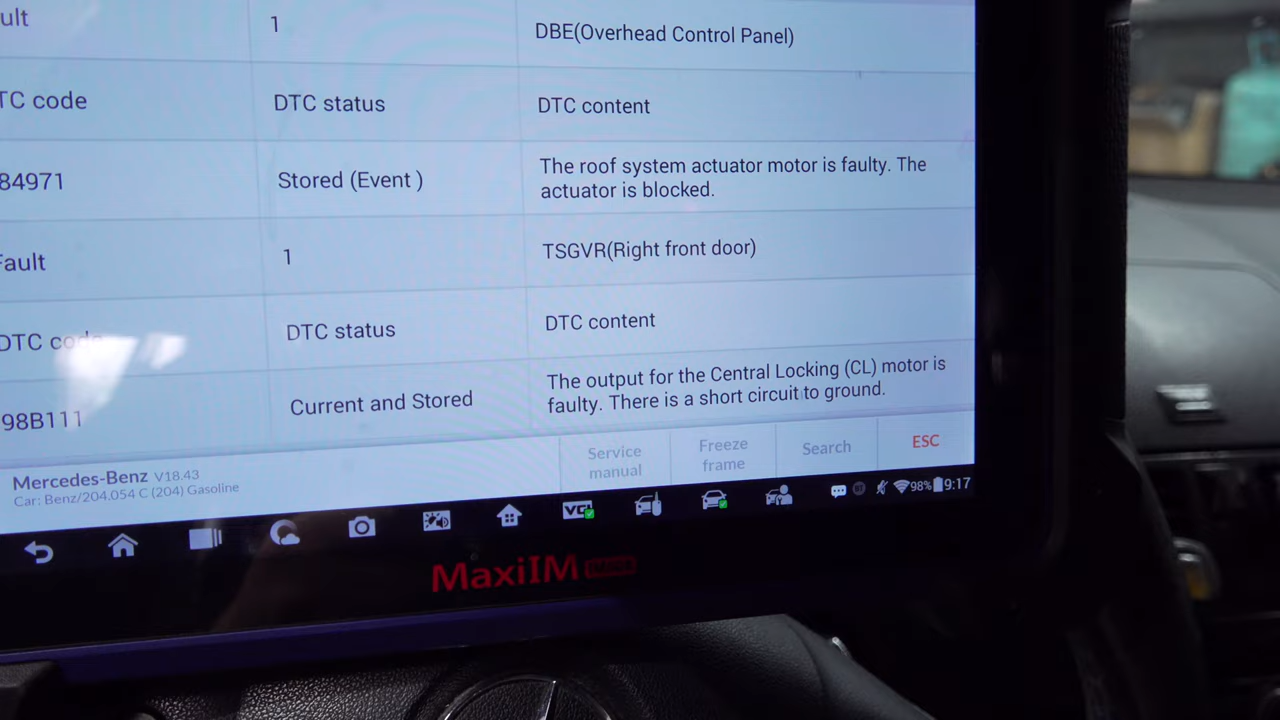 ult 1 DBE(Overhead Control Panel)
TC code DTC status DTC content
84971 Stored (Event ) The roof system actuator motor is faulty. The
actuator is blocked.
Fault 1 TSGVR(Right front door)
DTC code DTC status DTC content
98B111 Current and Stored The output for the Central Locking (CL) motor is
faulty. There is a short circuit to ground.
Service
manual
Freeze
frame
Search
ESC
Mercedes-Benz V18.43
Car: Benz/204.054 C (204) Gasoline
VCI
98% 9:17
MaxiIM